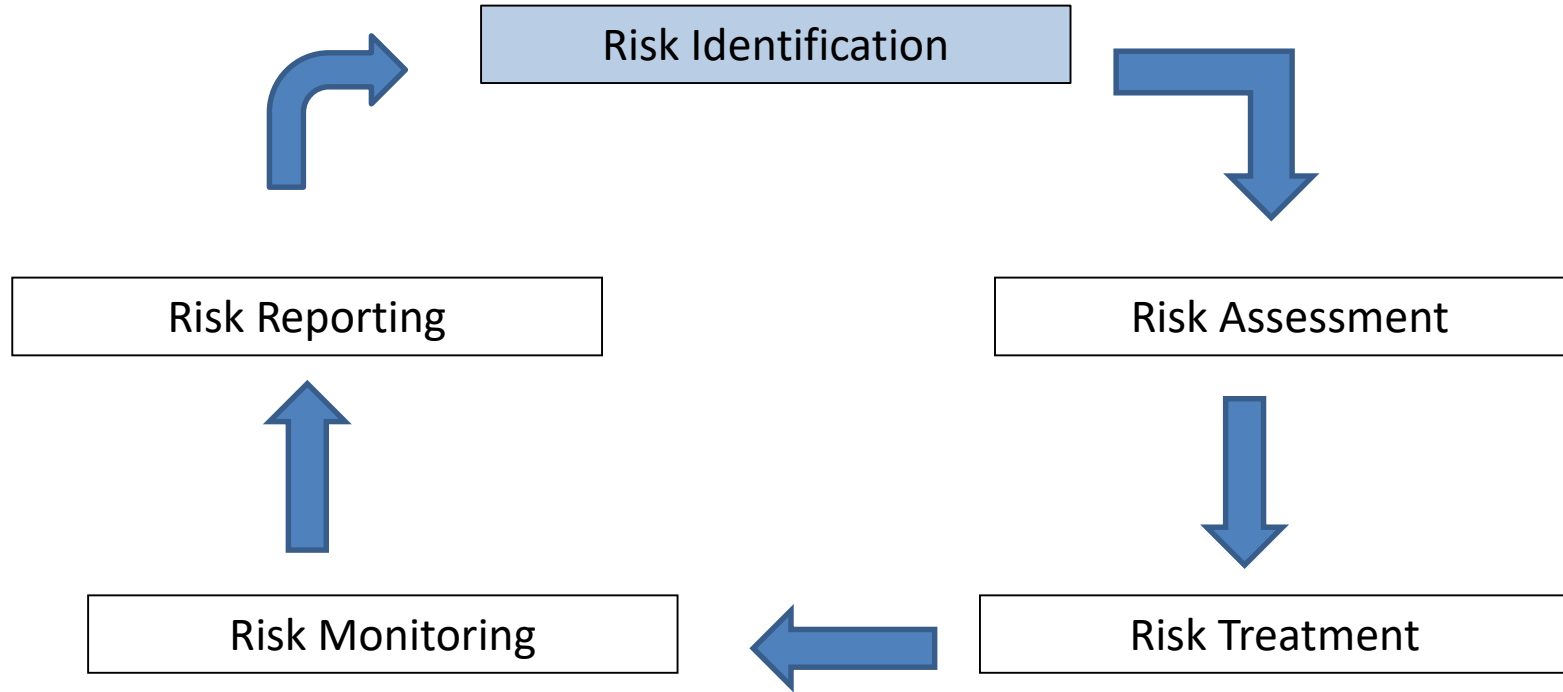 Risk Identification
Risk Reporting
Risk Assessment
Risk Monitoring
Risk Treatment